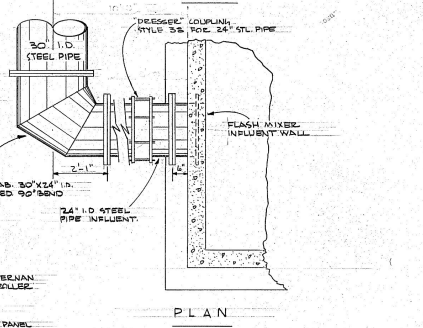 "DRESSER" COUPLING
STYLE 38 FOR 24" STL. PIPE
30" I.D.
STEEL PIPE
FLASH MIXER
INFLUENT WALL
2'-1"
6"
AB. 30"X24" I.D.
ED. 90° BEND
24" I.D STEEL
PIPE INFLUENT.
ERNAN
OLLER
PLAN
PANEL